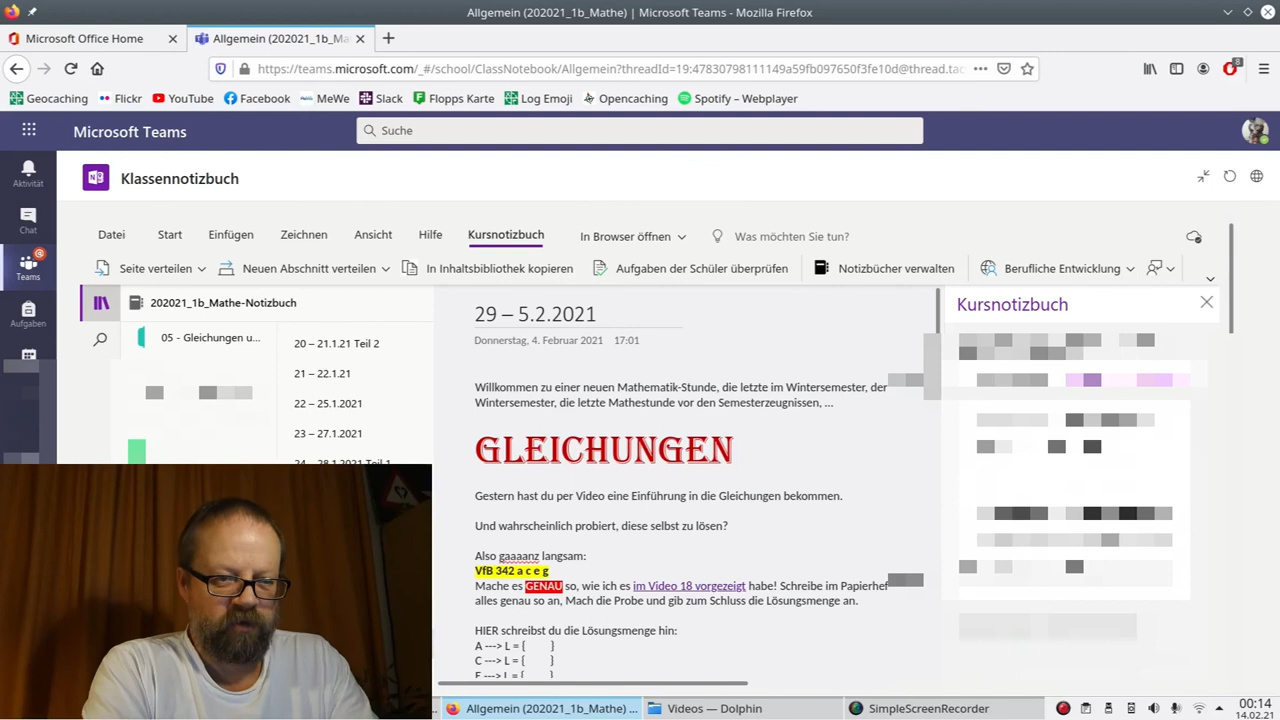 Allgemein (202021_1b_Mathe) | Microsoft Teams - Mozilla Firefox
Microsoft Office Home
Allgemein (202021_1b_Ma
https://teams.microsoft.com/_#/school/ClassNotebook/Allgemein?threadId=19:47830798111149a59fb097650f3fe10d@thread.tac
8
Geocaching
Flickr
YouTube
Facebook
MeWe
Slack
Flopps Karte
Log Emoji
Opencaching
Spotify – Webplayer
Microsoft Teams
Suche
Aktivität
Chat
Teams
Aufgaben
Klassennotizbuch
Datei Start Einfügen Zeichnen Ansicht Hilfe Kursnotizbuch In Browser öffnen Was möchten Sie tun?
Seite verteilen Neuen Abschnitt verteilen In Inhaltsbibliothek kopieren Aufgaben der Schüler überprüfen Notizbücher verwalten Berufliche Entwicklung
202021_1b_Mathe-Notizbuch
05 - Gleichungen u...
20 – 21.1.21 Teil 2
21 – 22.1.21
22 – 25.1.2021
23 – 27.1.2021
24 – 28.1.2021 Teil 1
29 – 5.2.2021
Donnerstag, 4. Februar 2021 17:01
Willkommen zu einer neuen Mathematik-Stunde, die letzte im Wintersemester, der
Wintersemester, die letzte Mathestunde vor den Semesterzeugnissen, ...
GLEICHUNGEN
Gestern hast du per Video eine Einführung in die Gleichungen bekommen.
Und wahrscheinlich probiert, diese selbst zu lösen?
Also gaaaanz langsam:
VfB 342 a c e g
Mache es GENAU so, wie ich es im Video 18 vorgezeigt habe! Schreibe im Papierhef
alles genau so an, Mach die Probe und gib zum Schluss die Lösungsmenge an.
HIER schreibst du die Lösungsmenge hin:
A ---> L = { }
C ---> L = { }
E ---> L = { }
Kursnotizbuch
Allgemein (202021_1b_Mathe) ...
Videos — Dolphin
SimpleScreenRecorder
00:14
14.02.21